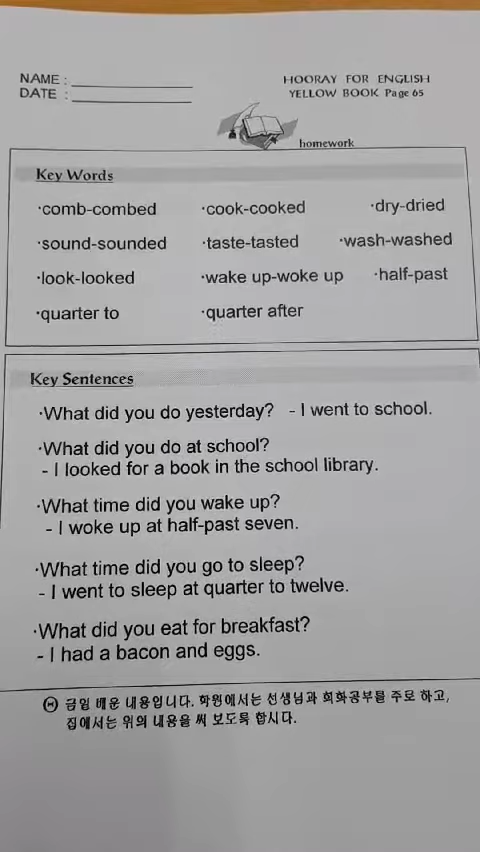 NAME : ____________
DATE : ____________
HOORAY FOR ENGLISH
YELLOW BOOK Page 65
homework
Key Words
·comb-combed ·cook-cooked ·dry-dried
·sound-sounded ·taste-tasted ·wash-washed
·look-looked ·wake up-woke up ·half-past
·quarter to ·quarter after
Key Sentences
·What did you do yesterday? - I went to school.
·What did you do at school?
- I looked for a book in the school library.
·What time did you wake up?
- I woke up at half-past seven.
·What time did you go to sleep?
- I went to sleep at quarter to twelve.
·What did you eat for breakfast?
- I had a bacon and eggs.
금일 배운 내용입니다. 학원에서는 선생님과 회화공부를 주로 하고,
집에서는 위의 내용을 써 보도록 합시다.